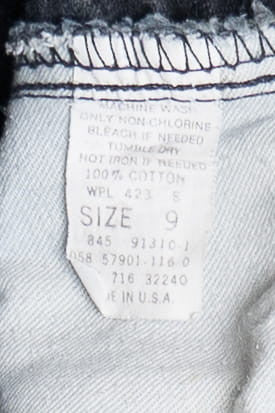 MACHINE WASH
ONLY NON-CHLORINE
BLEACH IF NEEDED
TUMBLE DRY
HOT IRON IF NEEDED
100% COTTON
WPL 423 S
SIZE 9
845 91310-1
058 57901-116 0
716 32240
E IN U.S.A.